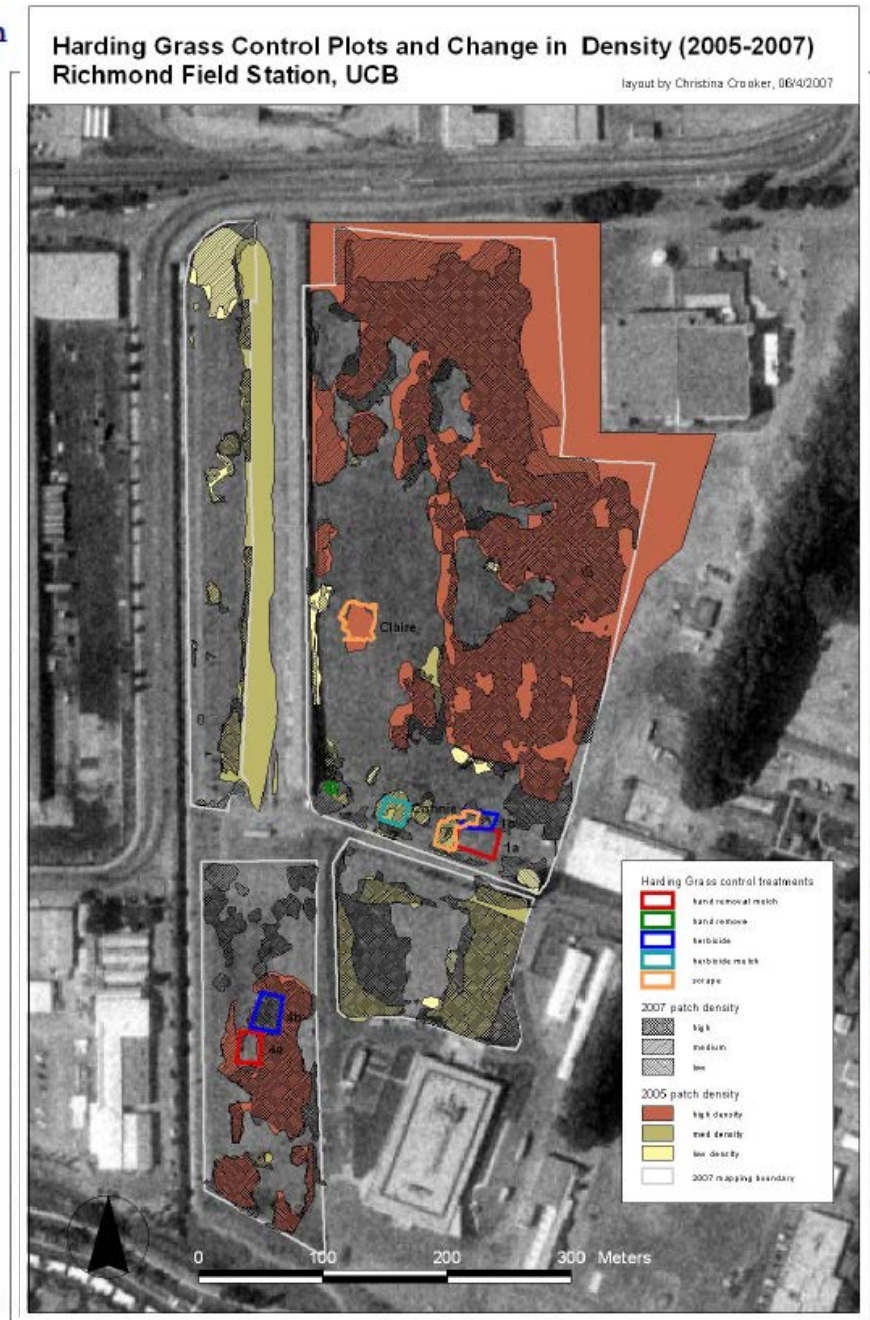 n
Harding Grass Control Plots and Change in Density (2005-2007)
Richmond Field Station, UCB
layout by Christina Crooker, 06/4/2007
Claire
1a
4b
4a
Harding Grass control treatments
hand removal mulch
hand remove
herbicide
herbicide mulch
scrape
2007 patch density
high
medium
low
2005 patch density
high density
med density
low density
2007 mapping boundary
0
100
200
300 Meters